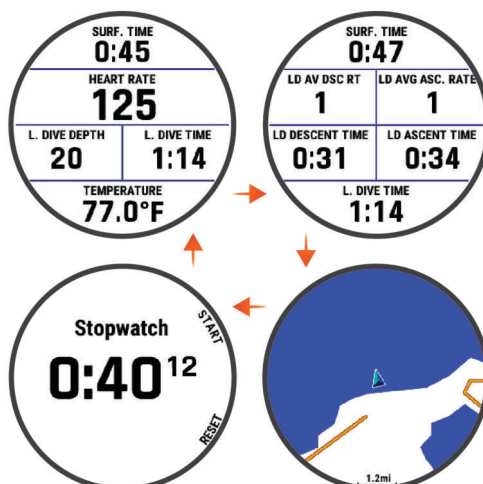 SURF. TIME
0:45
HEART RATE
125
L. DIVE DEPTH L. DIVE TIME
20 1:14
TEMPERATURE
77.0°F
SURF. TIME
0:47
LD AV DSC RT LD AVG ASC. RATE
1 1
LD DESCENT TIME LD ASCENT TIME
0:31 0:34
L. DIVE TIME
1:14
START
Stopwatch
0:40 12
RESET
1.2mi